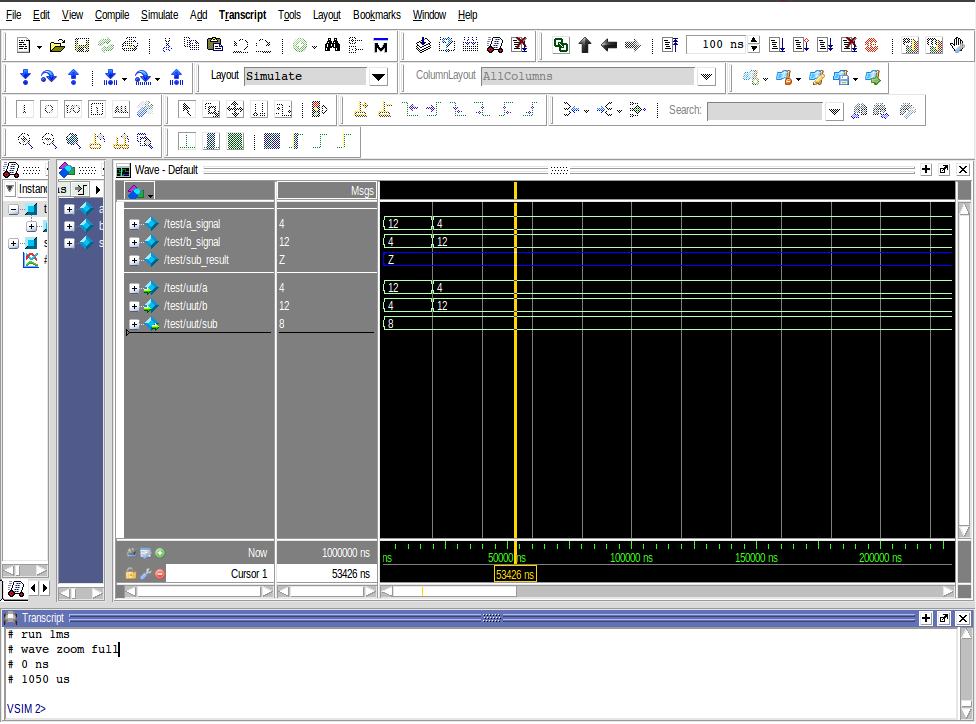 File Edit View Compile Simulate Add Transcript Tools Layout Bookmarks Window Help
100 ns
Layout Simulate ColumnLayout AllColumns
Search:
Wave - Default
Instan
Msgs
/test/a_signal 4 12 4
/test/b_signal 12 4 12
/test/sub_result Z Z
/test/uut/a 4 12 4
/test/uut/b 12 4 12
/test/uut/sub 8 8
Now 1000000 ns ns 50000 ns 100000 ns 150000 ns 200000 ns
Cursor 1 53426 ns 53426 ns
Transcript
# run 1ms
# wave zoom full
# 0 ns
# 1050 us
VSIM 2>